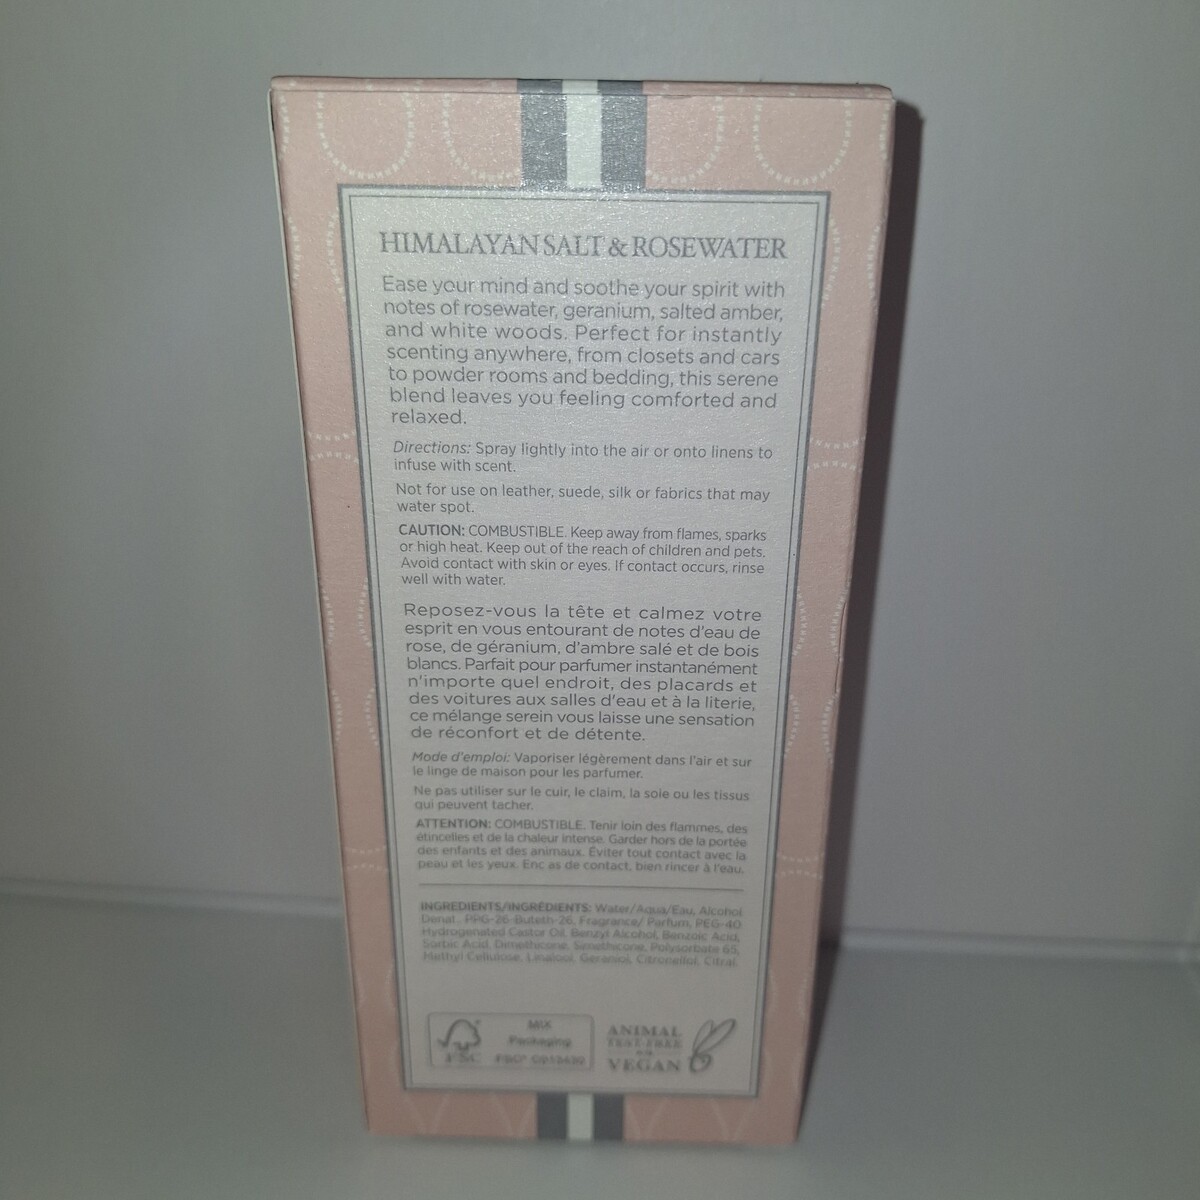 HIMALAYAN SALT & ROSEWATER
Ease your mind and soothe your spirit with
notes of rosewater, geranium, salted amber,
and white woods. Perfect for instantly
scenting anywhere, from closets and cars
to powder rooms and bedding, this serene
blend leaves you feeling comforted and
relaxed.
Directions: Spray lightly into the air or onto linens to
infuse with scent.
Not for use on leather, suede, silk or fabrics that may
water spot.
CAUTION: COMBUSTIBLE. Keep away from flames, sparks
or high heat. Keep out of the reach of children and pets.
Avoid contact with skin or eyes. If contact occurs, rinse
well with water.
Reposez-vous la tête et calmez votre
esprit en vous entourant de notes d'eau de
rose, de géranium, d'ambre salé et de bois
blancs. Parfait pour parfumer instantanément
n'importe quel endroit, des placards et
des voitures aux salles d'eau et à la literie,
ce mélange serein vous laisse une sensation
de réconfort et de détente.
Mode d'emploi: Vaporiser légèrement dans l'air et sur
le linge de maison pour les parfumer.
Ne pas utiliser sur le cuir, le claim, la soie ou les tissus
qui peuvent tacher.
ATTENTION: COMBUSTIBLE. Tenir loin des flammes, des
étincelles et de la chaleur intense. Garder hors de la portée
des enfants et des animaux. Éviter tout contact avec la
peau et les yeux. Enc as de contact, bien rincer à l'eau.
INGREDIENTS/INGRÉDIENTS: Water/Aqua/Eau, Alcohol
Denat., PPG-26-Buteth-26, Fragrance/ Parfum, PEG-40
Hydrogenated Castor Oil, Benzyl Alcohol, Benzoic Acid,
Sorbic Acid, Dimethicone, Simethicone, Polysorbate 65,
Methyl Cellulose, Linalool, Geraniol, Citronellol, Citral.
MIX
Packaging
FSC
FSC®
ANIMAL
TEST-FREE
VEGAN